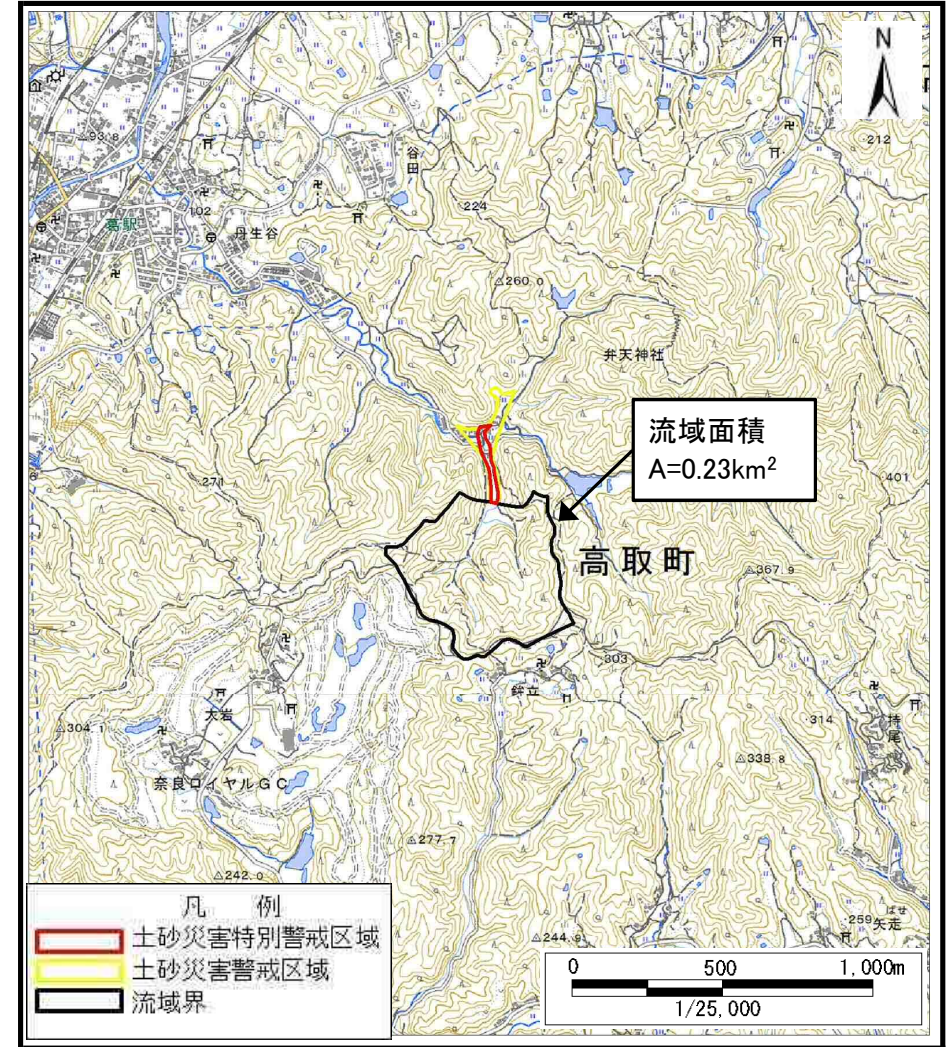 N
△93.8
谷田
212
224
102
葛駅
丹生谷
△260.0
弁天神社
流域面積
A=0.23km²
271
401
高取町
△367.9
303
鉾立
大岩
304.1
314
持尾
△338.8
奈良ロイヤルGC
△277.7
△242.0
凡 例
土砂災害特別警戒区域
土砂災害警戒区域
流域界
ばせ
259
矢走
△244.9
0 500 1,000m
1/25,000